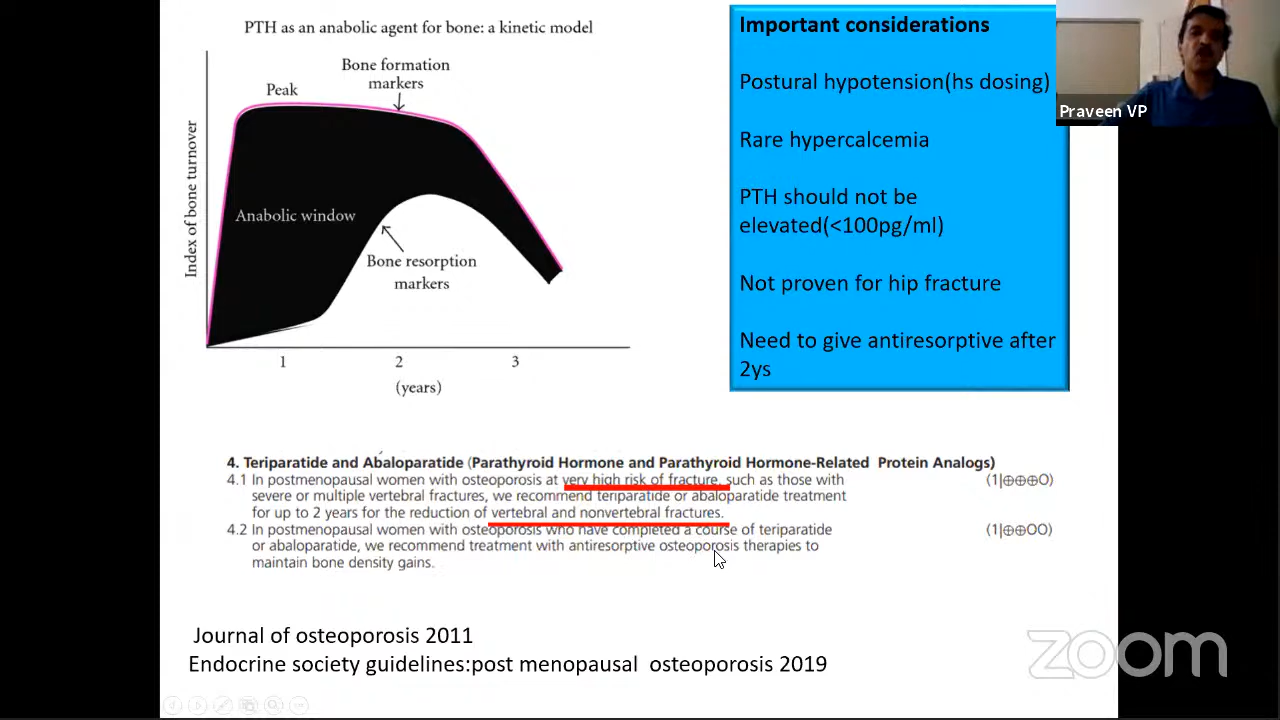 PTH as an anabolic agent for bone: a kinetic model
Bone formation
markers
Peak
Index of bone turnover
Anabolic window
Bone resorption
markers
1
2
3
(years)
Important considerations
Postural hypotension(hs dosing)
Rare hypercalcemia
PTH should not be
elevated(<100pg/ml)
Not proven for hip fracture
Need to give antiresorptive after
2ys
Praveen VP
4. Teriparatide and Abaloparatide (Parathyroid Hormone and Parathyroid Hormone-Related Protein Analogs)
4.1 In postmenopausal women with osteoporosis at very high risk of fracture, such as those with (1|⊕⊕⊕O)
severe or multiple vertebral fractures, we recommend teriparatide or abaloparatide treatment
for up to 2 years for the reduction of vertebral and nonvertebral fractures.
4.2 In postmenopausal women with osteoporosis who have completed a course of teriparatide (1|⊕⊕OO)
or abaloparatide, we recommend treatment with antiresorptive osteoporosis therapies to
maintain bone density gains.
Journal of osteoporosis 2011
Endocrine society guidelines:post menopausal osteoporosis 2019
zoom